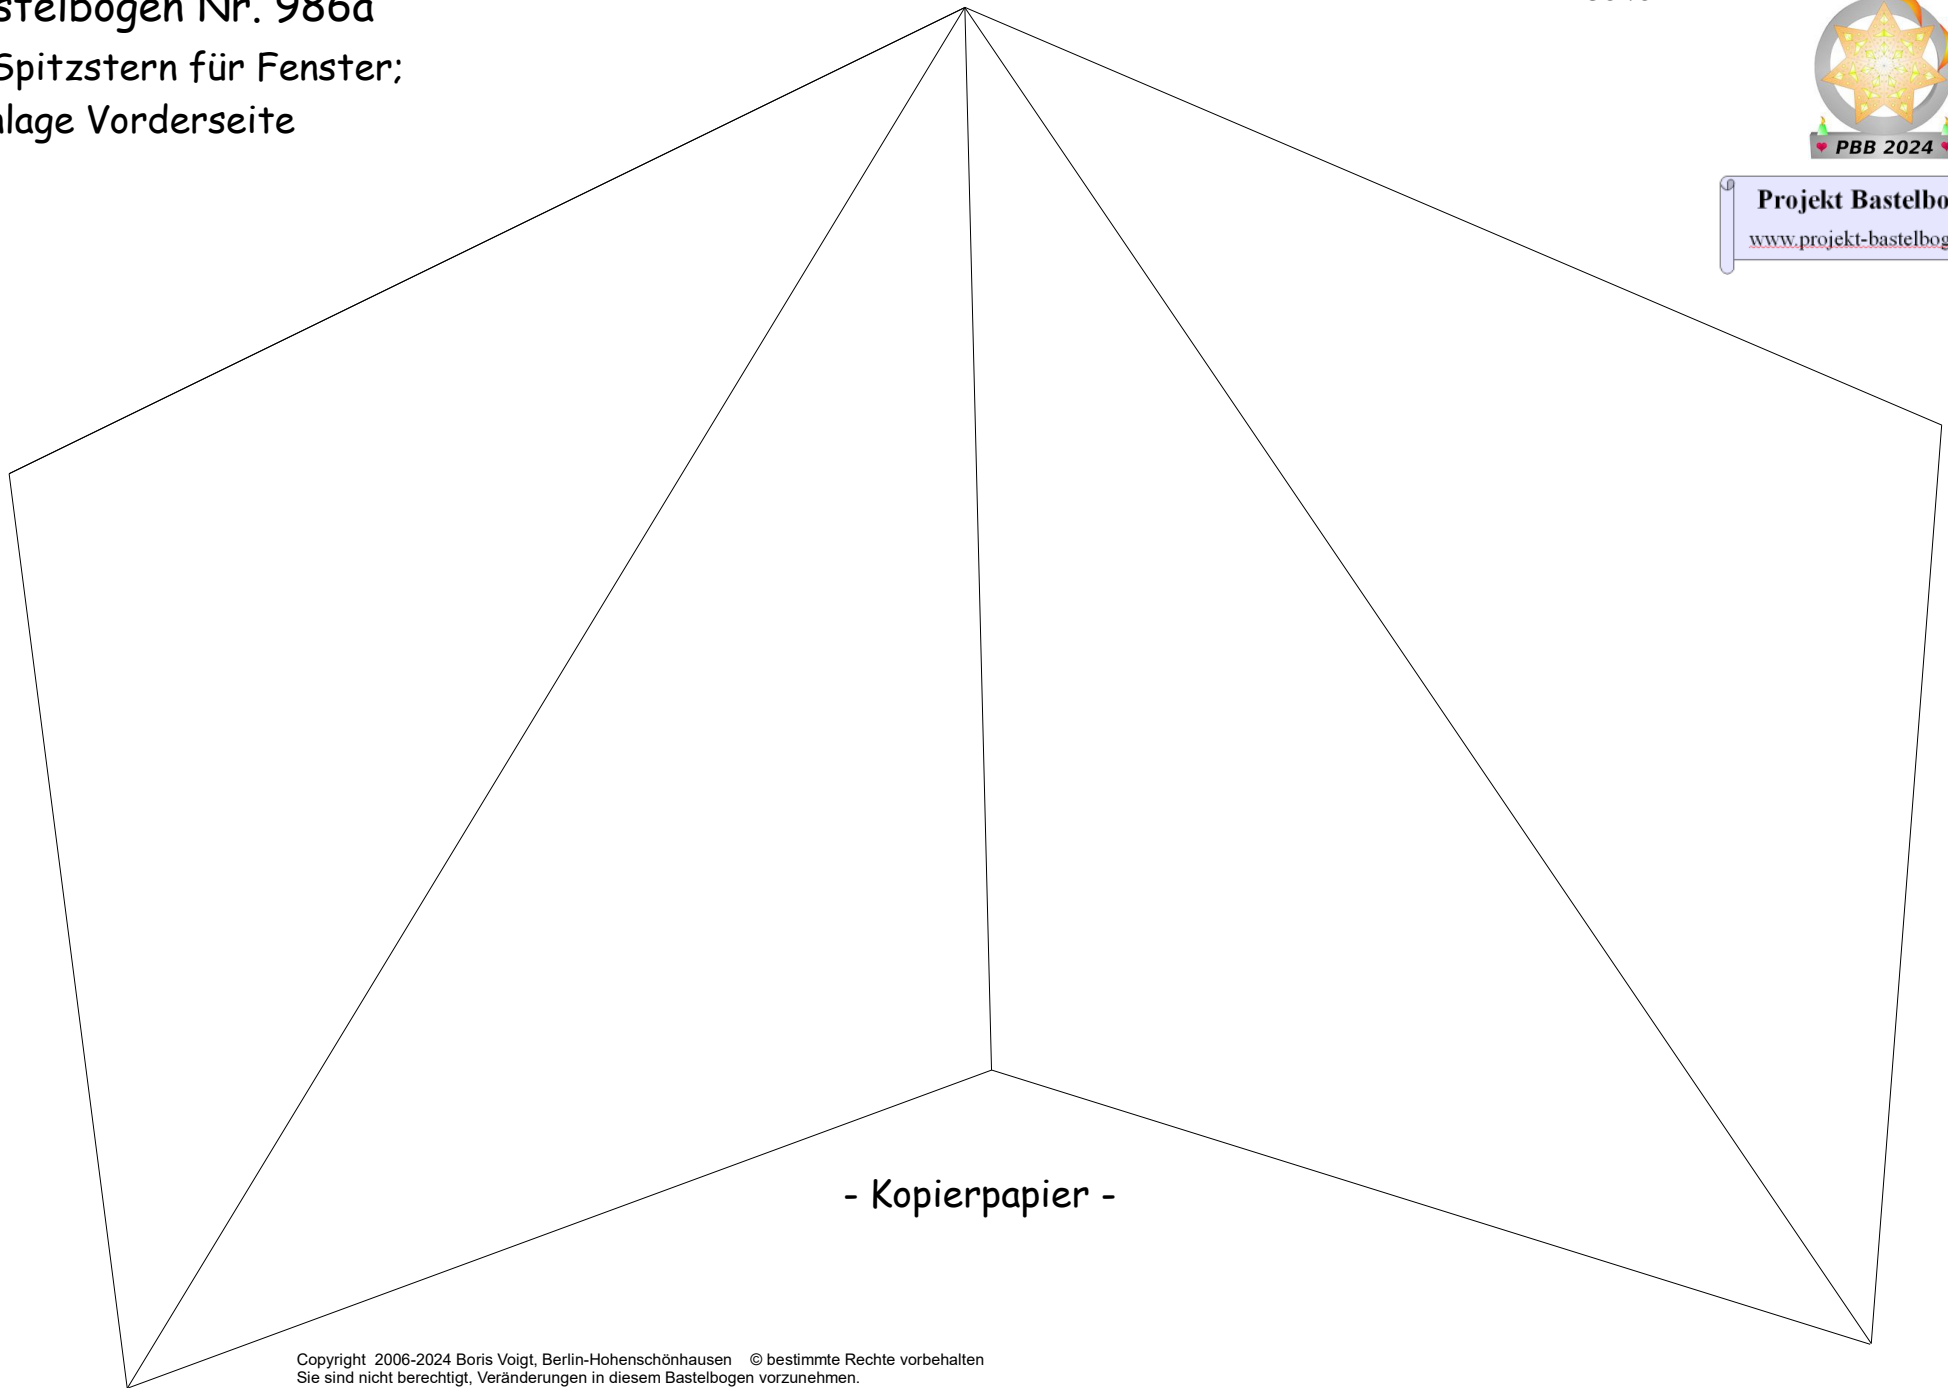 stelbogen Nr. 986a
Spitzstern für Fenster;
lage Vorderseite
PBB 2024
Projekt Bastelbo
www.projekt-bastelbog
- Kopierpapier -
Copyright 2006-2024 Boris Voigt, Berlin-Hohenschönhausen © bestimmte Rechte vorbehalten
Sie sind nicht berechtigt, Veränderungen in diesem Bastelbogen vorzunehmen.